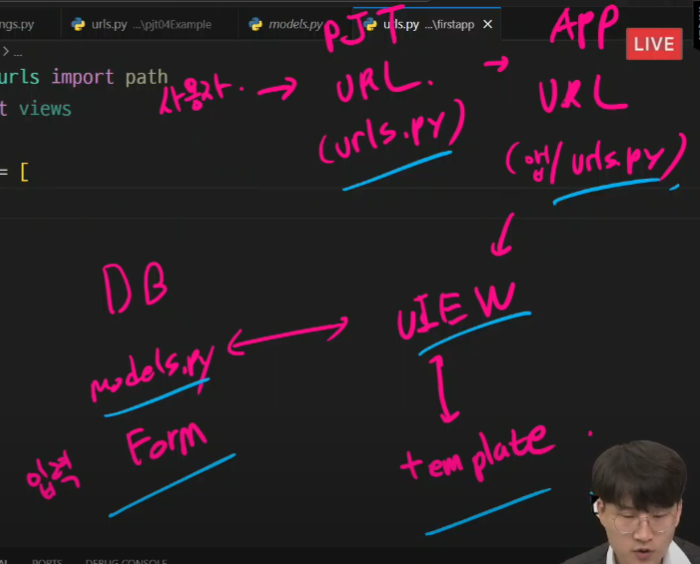 ngs.py urls.py ...\pjt04Example models.py urls.py ...\firstapp
> ...
urls import path
t views
= [
LIVE
사용자. → PJT URL. (urls.py) → APP URL (앱/urls.py)
VIEW
DB
models.py
Form
입력
template
PORTS DEBUG CONSOLE